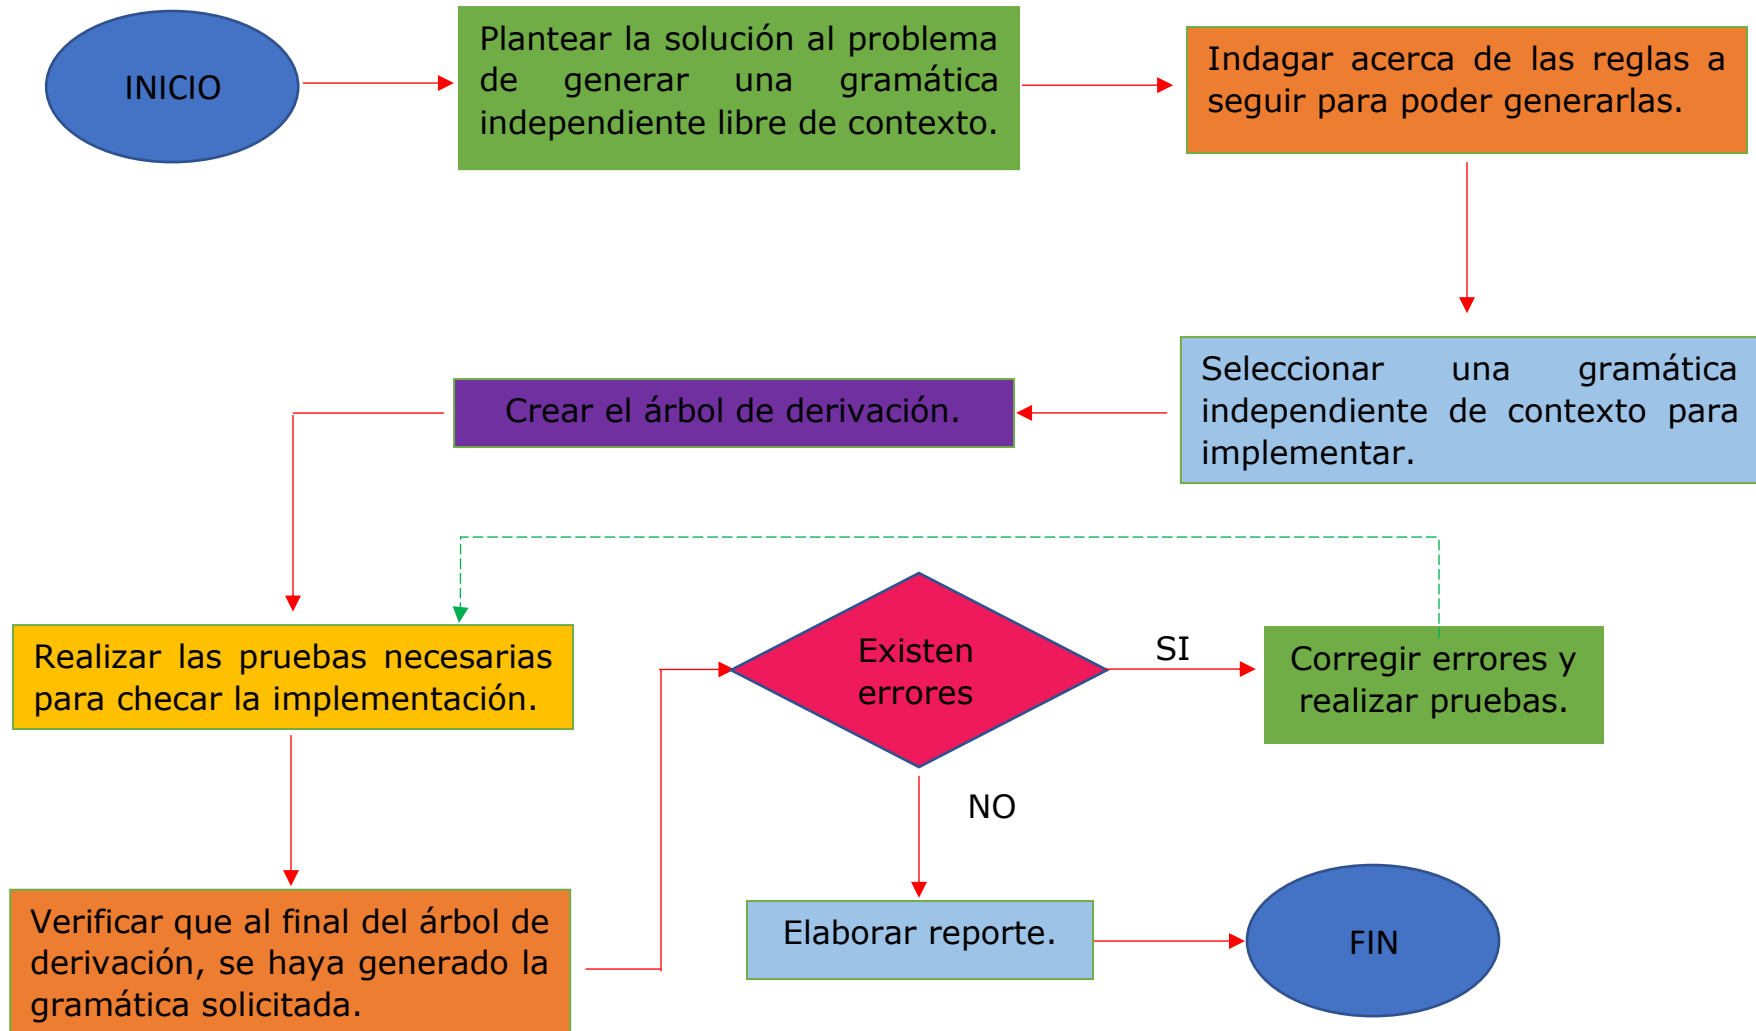 INICIO
Plantear la solución al problema
de generar una gramática
independiente libre de contexto.
Indagar acerca de las reglas a
seguir para poder generarlas.
Seleccionar una gramática
independiente de contexto para
implementar.
Crear el árbol de derivación.
Realizar las pruebas necesarias
para checar la implementación.
Verificar que al final del árbol de
derivación, se haya generado la
gramática solicitada.
Existen
errores
SI
Corregir errores y
realizar pruebas.
NO
Elaborar reporte.
FIN